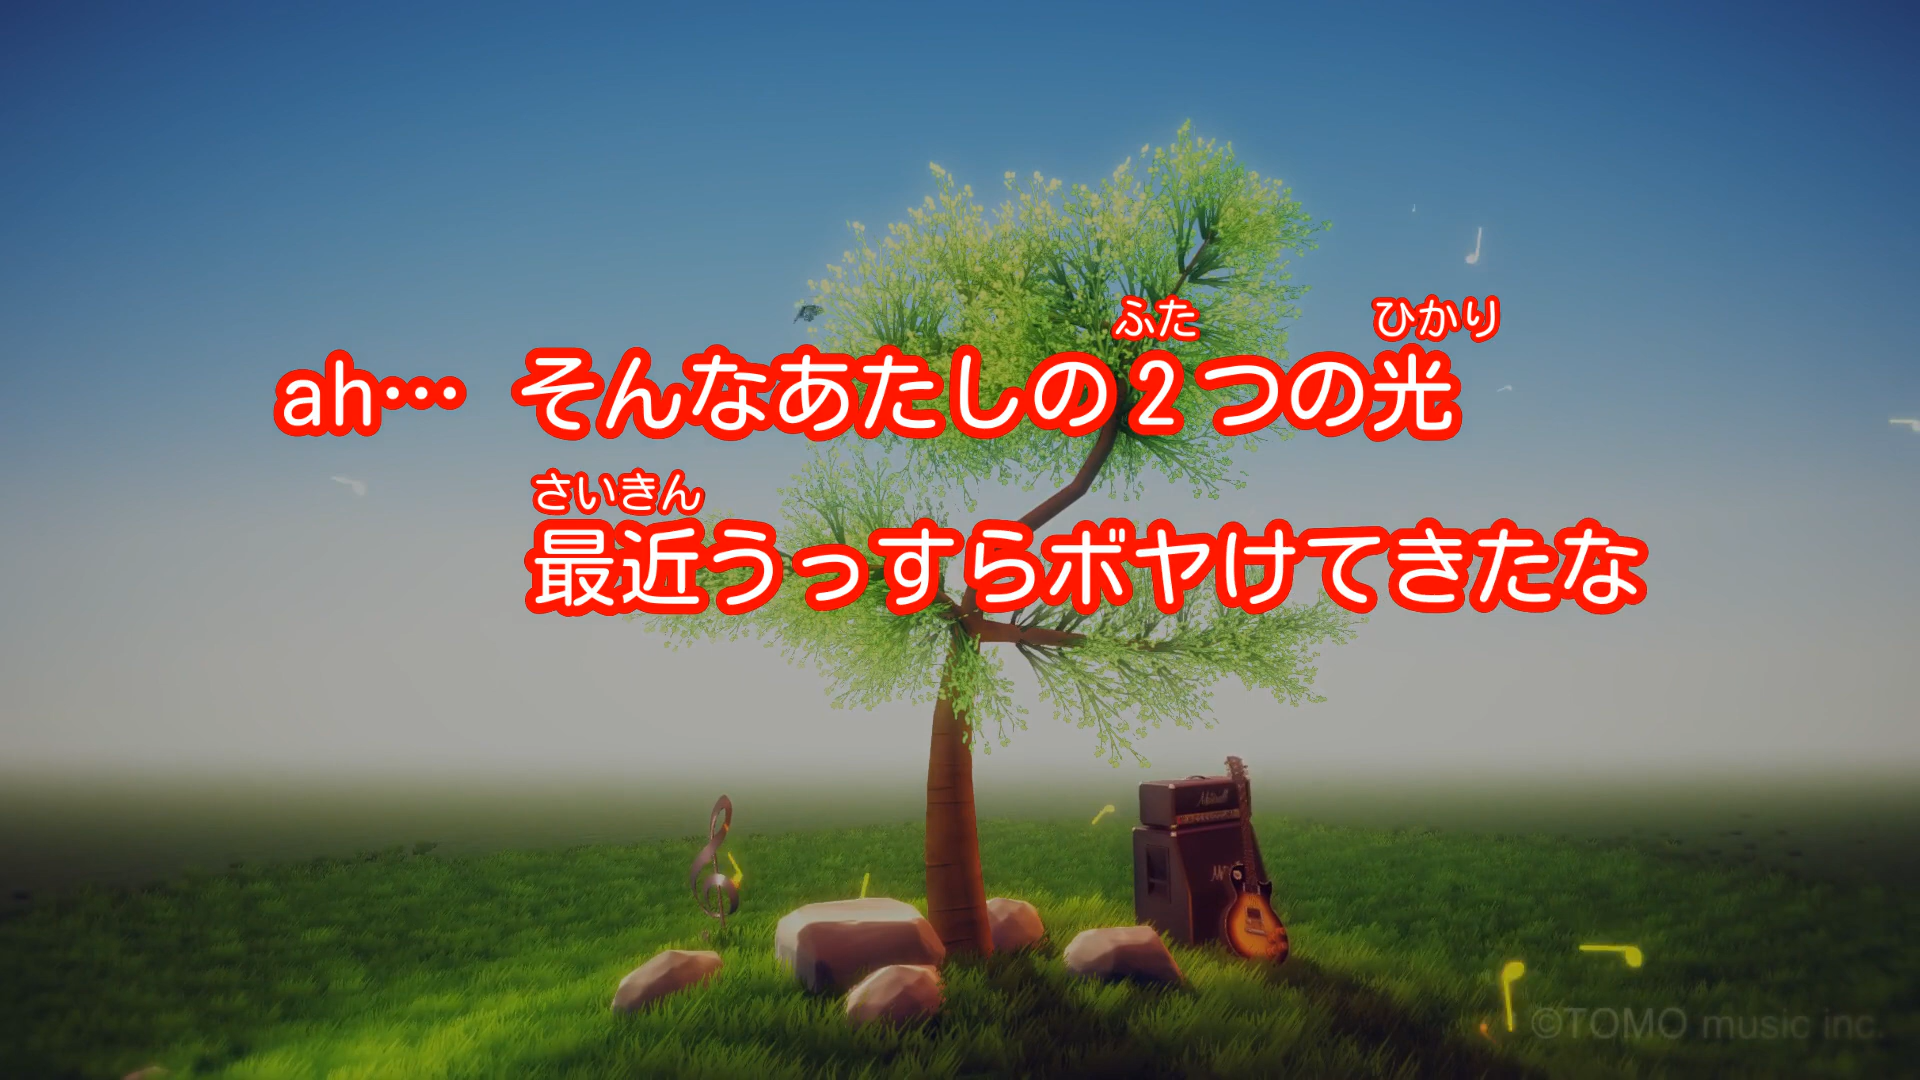 ふた ひかり
ah… そんなあたしの2つの光
さいきん
最近うっすらボヤけてきたな
Marshall
©TOMO music inc.